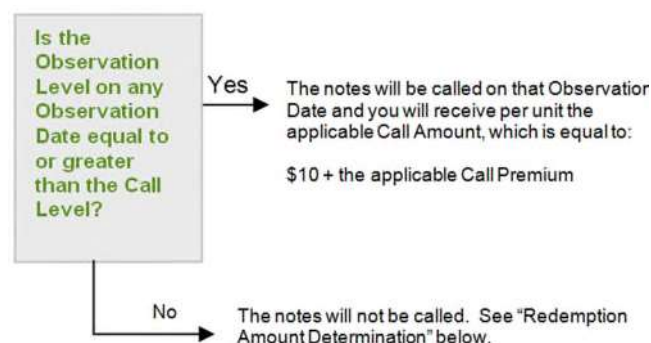 Is the
Observation
Level on any
Observation
Date equal to
or greater
than the Call
Level?
Yes
The notes will be called on that Observation
Date and you will receive per unit the
applicable Call Amount, which is equal to:
$10 + the applicable Call Premium
No
The notes will not be called. See “Redemption
Amount Determination” below.